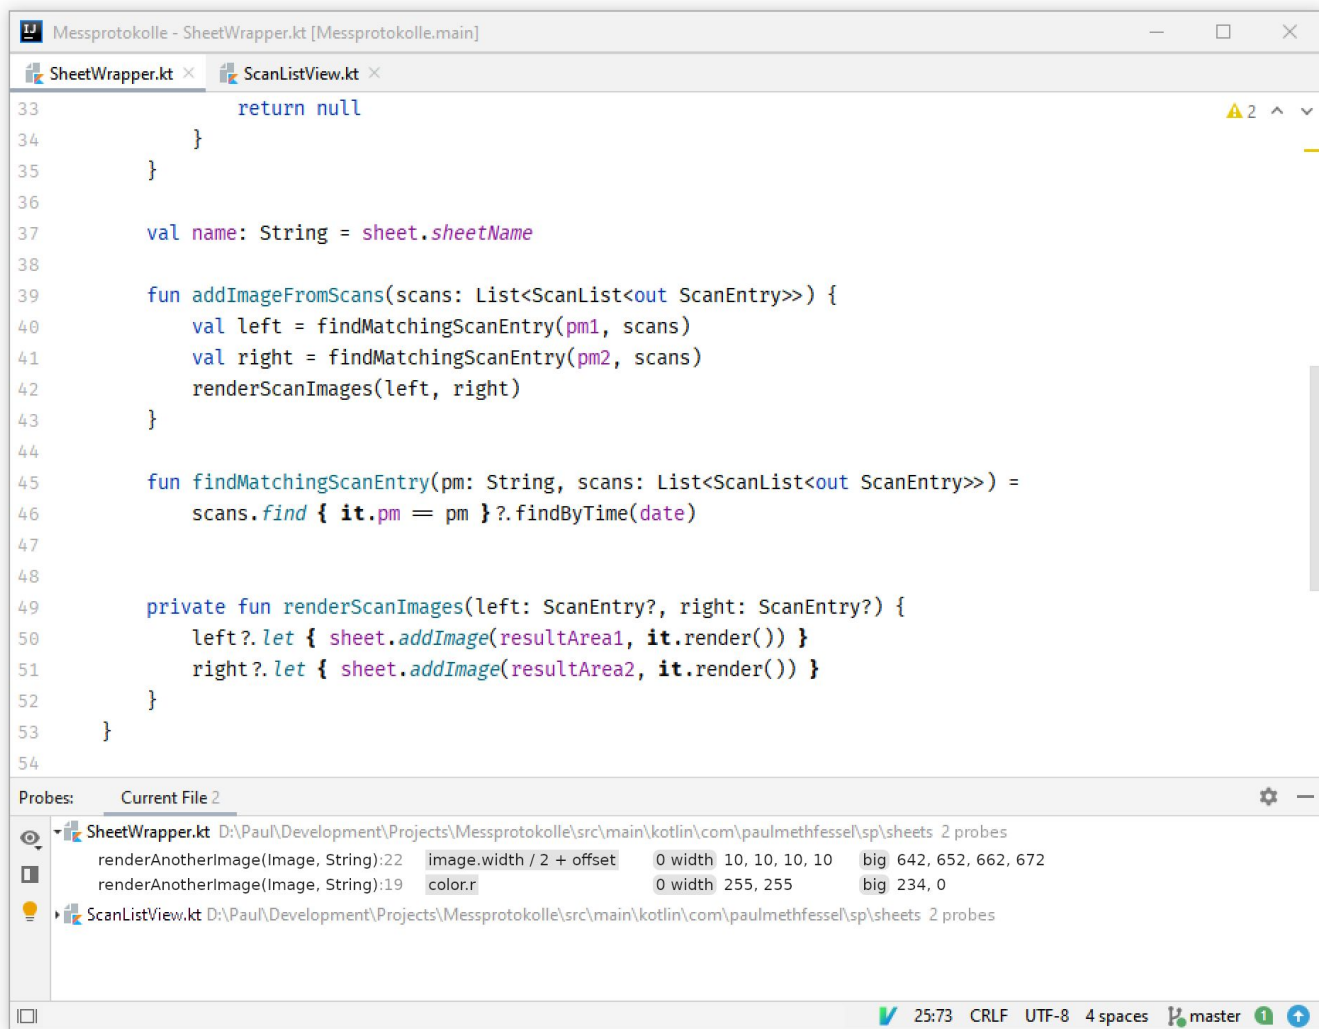 IJ Messprotokolle - SheetWrapper.kt [Messprotokolle.main]
SheetWrapper.kt ScanListView.kt
33 return null
2
34 }
35 }
36
37 val name: String = sheet.sheetName
38
39 fun addImageFromScans(scans: List<ScanList<out ScanEntry>>) {
40 val left = findMatchingScanEntry(pm1, scans)
41 val right = findMatchingScanEntry(pm2, scans)
42 renderScanImages(left, right)
43 }
44
45 fun findMatchingScanEntry(pm: String, scans: List<ScanList<out ScanEntry>>) =
46 scans.find { it.pm == pm }?.findByTime(date)
47
48
49 private fun renderScanImages(left: ScanEntry?, right: ScanEntry?) {
50 left?.let { sheet.addImage(resultArea1, it.render()) }
51 right?.let { sheet.addImage(resultArea2, it.render()) }
52 }
53 }
54
Probes: Current File 2
SheetWrapper.kt D:\Paul\Development\Projects\Messprotokolle\src\main\kotlin\com\paulmethfessel\sp\sheets 2 probes
renderAnotherImage(Image, String):22 image.width / 2 + offset 0 width 10, 10, 10, 10 big 642, 652, 662, 672
renderAnotherImage(Image, String):19 color.r 0 width 255, 255 big 234, 0
ScanListView.kt D:\Paul\Development\Projects\Messprotokolle\src\main\kotlin\com\paulmethfessel\sp\sheets 2 probes
25:73 CRLF UTF-8 4 spaces master 1